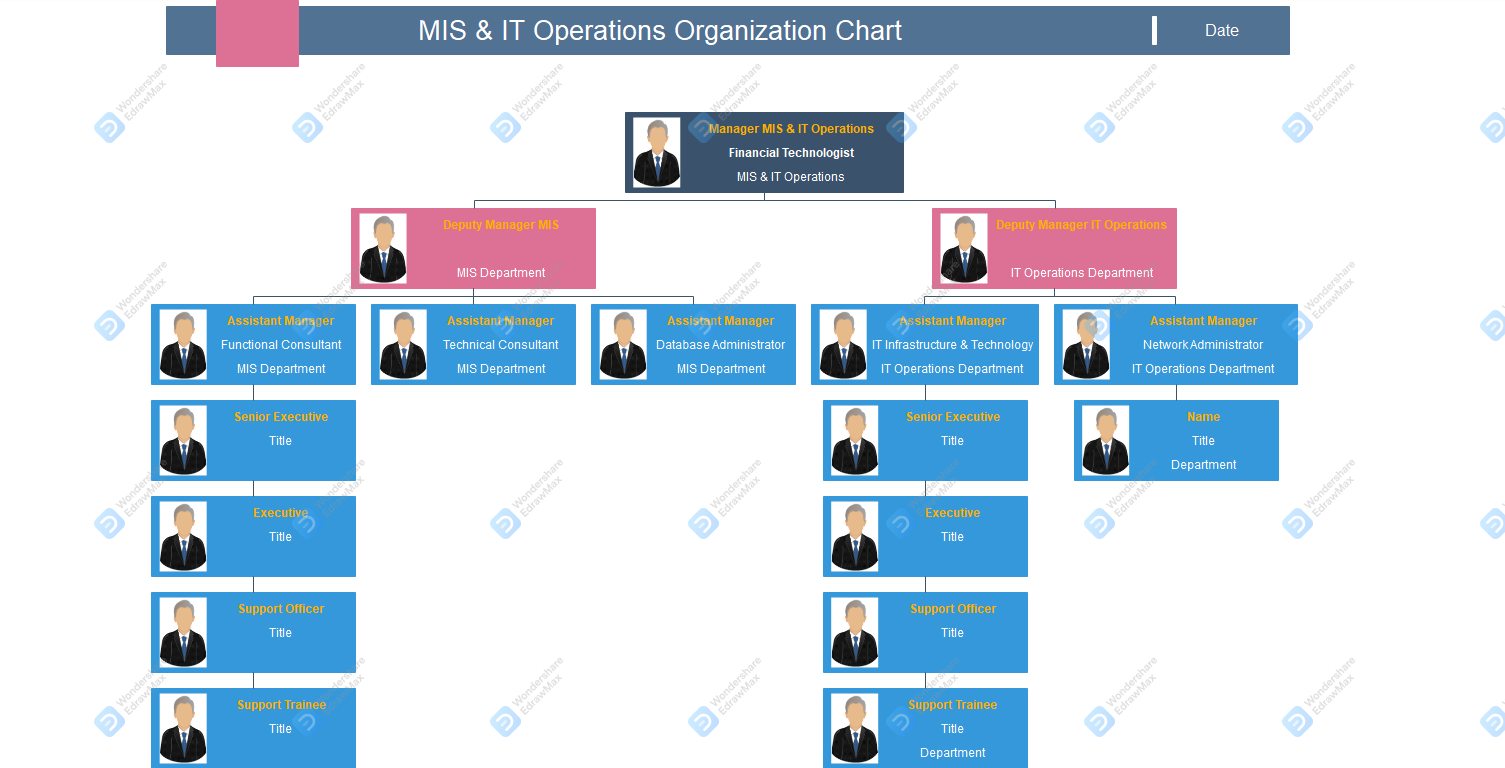 MIS & IT Operations Organization Chart
Date
Manager MIS & IT Operations
Financial Technologist
MIS & IT Operations
Deputy Manager MIS
MIS Department
Deputy Manager IT Operations
IT Operations Department
Assistant Manager
Functional Consultant
MIS Department
Assistant Manager
Technical Consultant
MIS Department
Assistant Manager
Database Administrator
MIS Department
Assistant Manager
IT Infrastructure & Technology
IT Operations Department
Assistant Manager
Network Administrator
IT Operations Department
Senior Executive
Title
Senior Executive
Title
Name
Title
Department
Executive
Title
Executive
Title
Support Officer
Title
Support Officer
Title
Support Trainee
Title
Support Trainee
Title
Department
Wondershare
EdrawMax